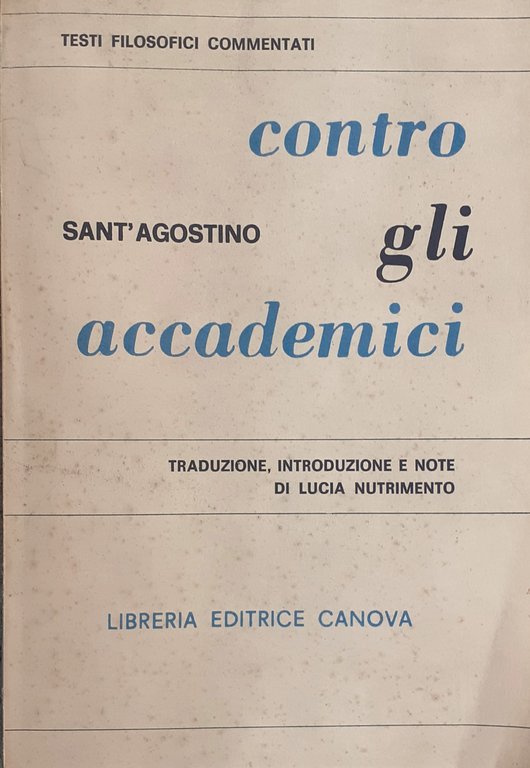 TESTI FILOSOFICI COMMENTATI
contro
SANT'AGOSTINO gli
accademici
TRADUZIONE, INTRODUZIONE E NOTE
DI LUCIA NUTRIMENTO
LIBRERIA EDITRICE CANOVA